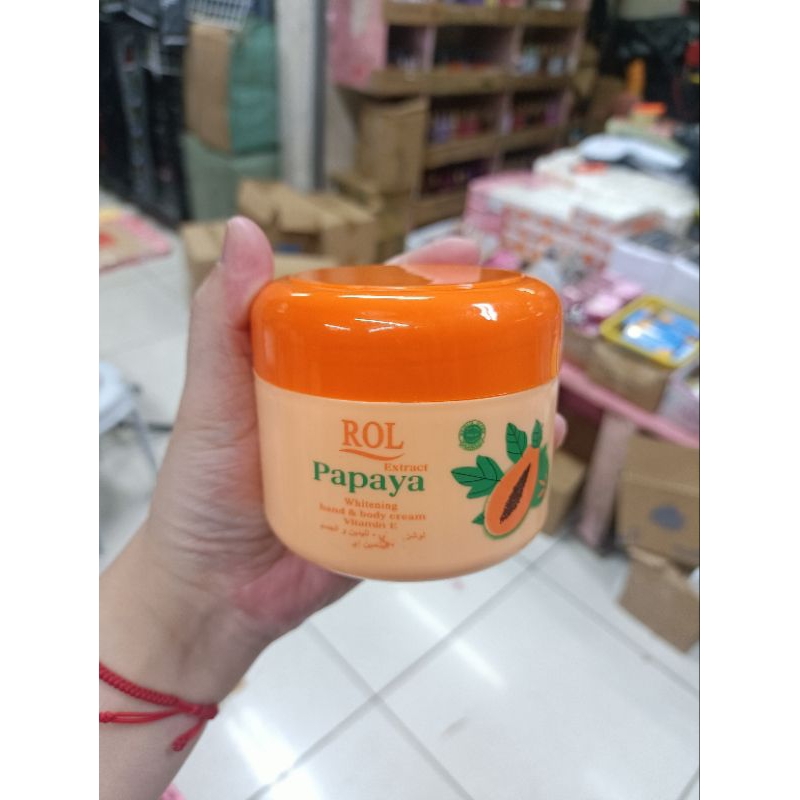 ROL
Extract
Papaya
Whitening
hand & body cream
Vitamin E